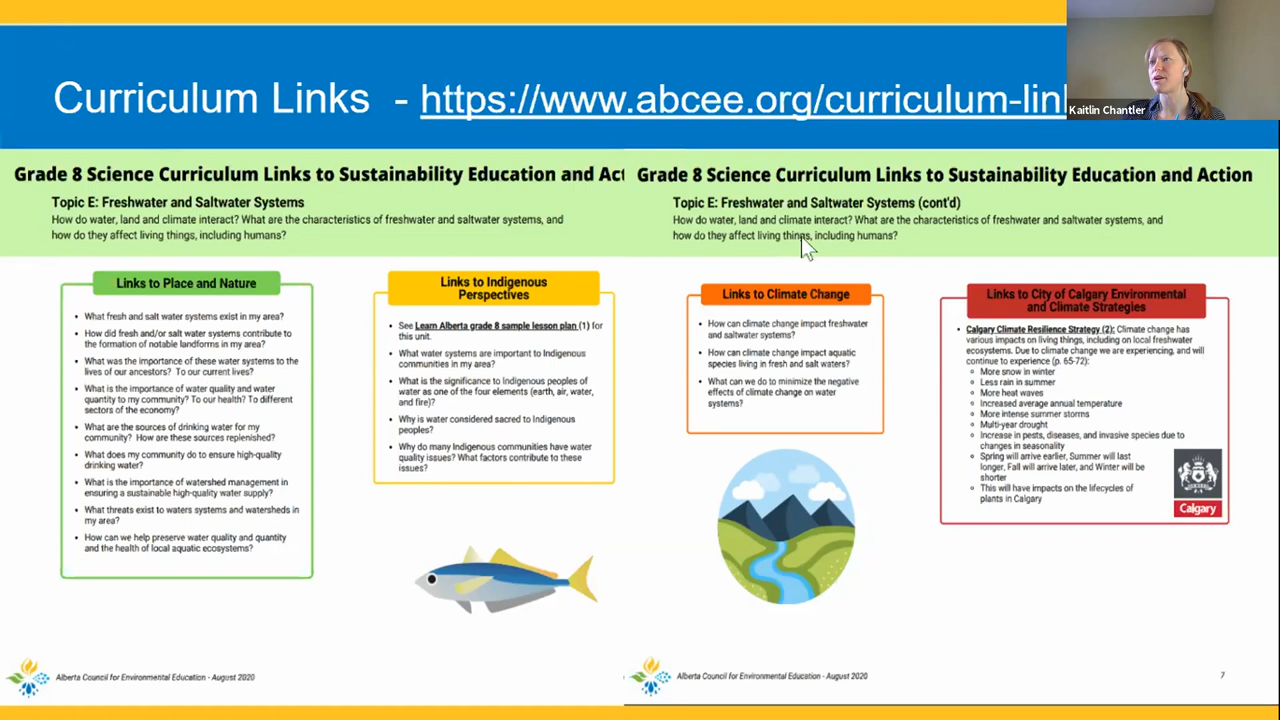 Curriculum Links - https://www.abcee.org/curriculum-lin
Kaitlin Chantler
Grade 8 Science Curriculum Links to Sustainability Education and Act
Topic E: Freshwater and Saltwater Systems
How do water, land and climate interact? What are the characteristics of freshwater and saltwater systems, and
how do they affect living things, including humans?
Links to Place and Nature
What fresh and salt water systems exist in my area?
How did fresh and/or salt water systems contribute to
the formation of notable landforms in my area?
What was the importance of these water systems to the
lives of our ancestors? To our current lives?
What is the importance of water quality and water
quantity to my community? To our health? To different
sectors of the economy?
What are the sources of drinking water for my
community? How are these sources replenished?
What does my community do to ensure high-quality
drinking water?
What is the importance of watershed management in
ensuring a sustainable high-quality water supply?
What threats exist to waters systems and watersheds in
my area?
How can we help preserve water quality and quantity
and the health of local aquatic ecosystems?
Links to Indigenous
Perspectives
See Learn Alberta grade 8 sample lesson plan (1) for
this unit.
What water systems are important to Indigenous
communities in my area?
What is the significance to Indigenous peoples of
water as one of the four elements (earth, air, water,
and fire)?
Why is water considered sacred to Indigenous
peoples?
Why do many Indigenous communities have water
quality issues? What factors contribute to these
issues?
Alberta Council for Environmental Education - August 2020
Grade 8 Science Curriculum Links to Sustainability Education and Action
Topic E: Freshwater and Saltwater Systems (cont'd)
How do water, land and climate interact? What are the characteristics of freshwater and saltwater systems, and
how do they affect living things, including humans?
Links to Climate Change
How can climate change impact freshwater
and saltwater systems?
How can climate change impact aquatic
species living in fresh and salt waters?
What can we do to minimize the negative
effects of climate change on water
systems?
Links to City of Calgary Environmental
and Climate Strategies
Calgary Climate Resilience Strategy (2): Climate change has
various impacts on living things, including on local freshwater
ecosystems. Due to climate change we are experiencing, and will
continue to experience (p. 65-72):
More snow in winter
Less rain in summer
More heat waves
Increased average annual temperature
More intense summer storms
Multi-year drought
Increase in pests, diseases, and invasive species due to
changes in seasonality
Spring will arrive earlier, Summer will last
longer, Fall will arrive later, and Winter will be
shorter
This will have impacts on the lifecycles of
plants in Calgary
Calgary
Alberta Council for Environmental Education - August 2020
7